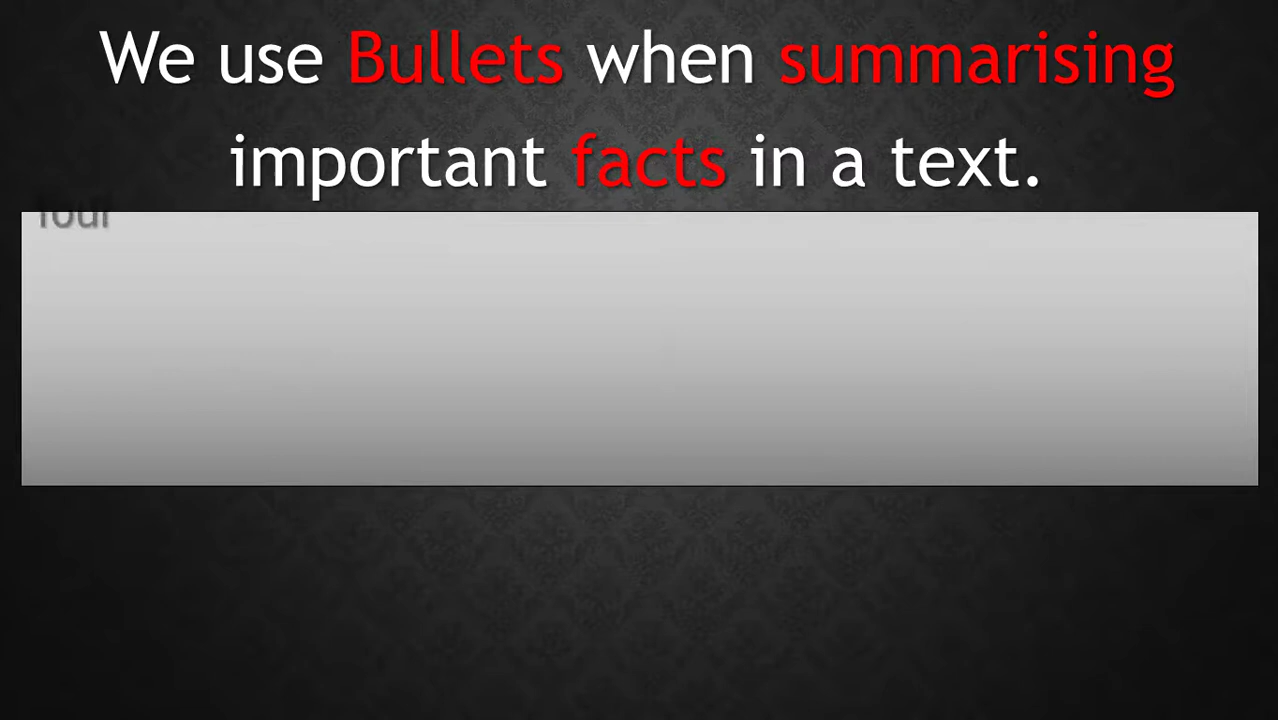 We use Bullets when summarising
important facts in a text.